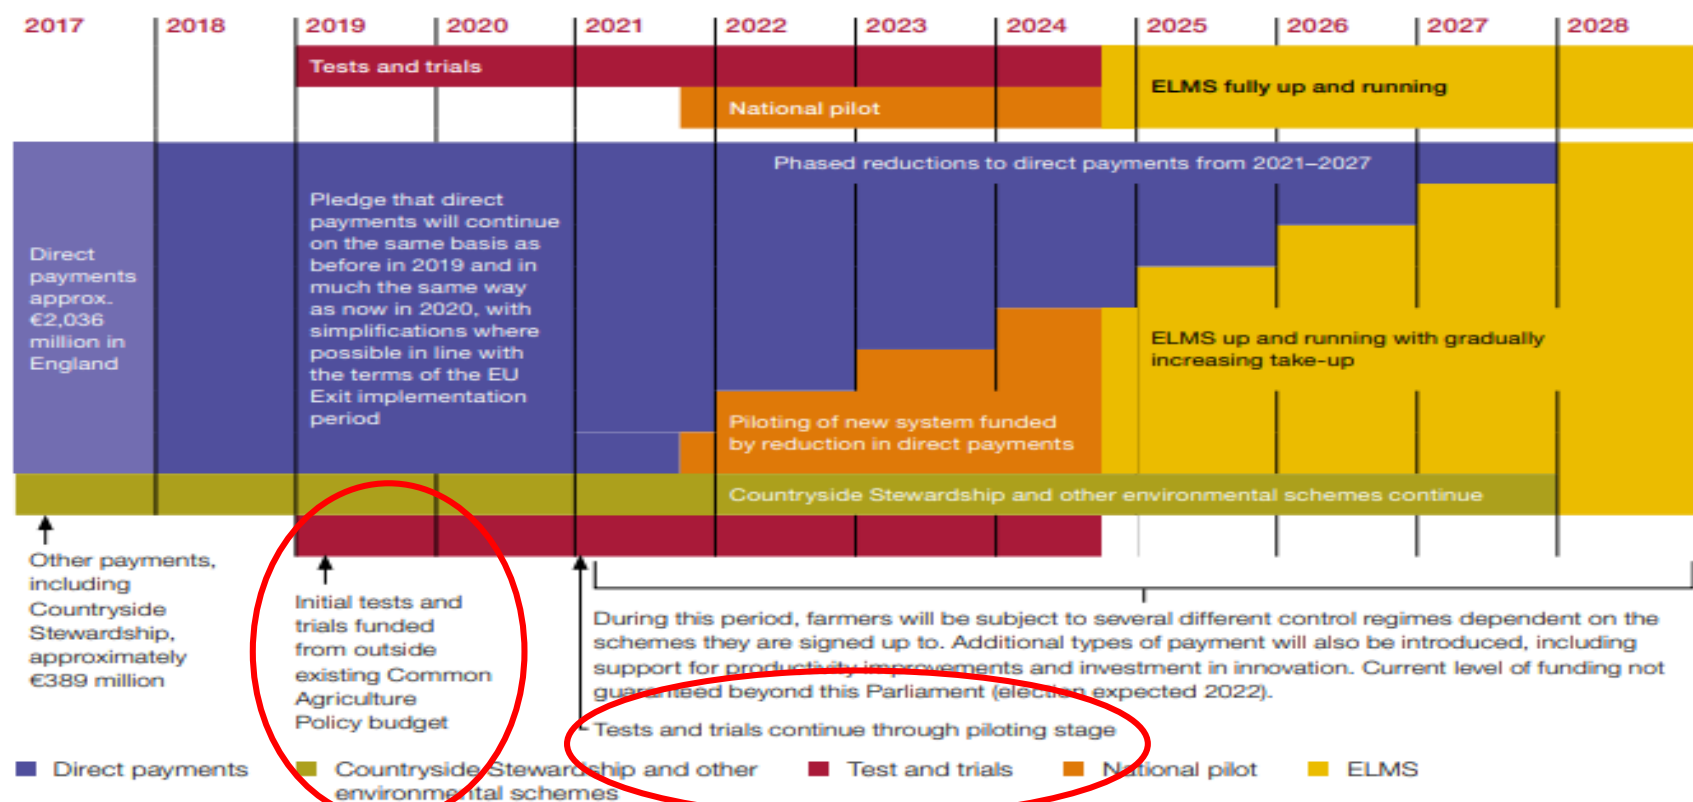 2017 2018 2019 2020 2021 2022 2023 2024 2025 2026 2027 2028
Tests and trials
ELMS fully up and running
National pilot
Phased reductions to direct payments from 2021–2027
Pledge that direct
payments will continue
on the same basis as
before in 2019 and in
much the same way
as now in 2020, with
simplifications where
possible in line with
the terms of the EU
Exit implementation
period
Direct
payments
approx.
€2,036
million in
England
ELMS up and running with gradually
increasing take-up
Piloting of new system funded
by reduction in direct payments
Countryside Stewardship and other environmental schemes continue
Other payments,
including
Countryside
Stewardship,
approximately
€389 million
Initial tests and
trials funded
from outside
existing Common
Agriculture
Policy budget
During this period, farmers will be subject to several different control regimes dependent on the
schemes they are signed up to. Additional types of payment will also be introduced, including
support for productivity improvements and investment in innovation. Current level of funding not
guaranteed beyond this Parliament (election expected 2022).
Tests and trials continue through piloting stage
Direct payments
Countryside Stewardship and other
environmental schemes
Test and trials
National pilot
ELMS